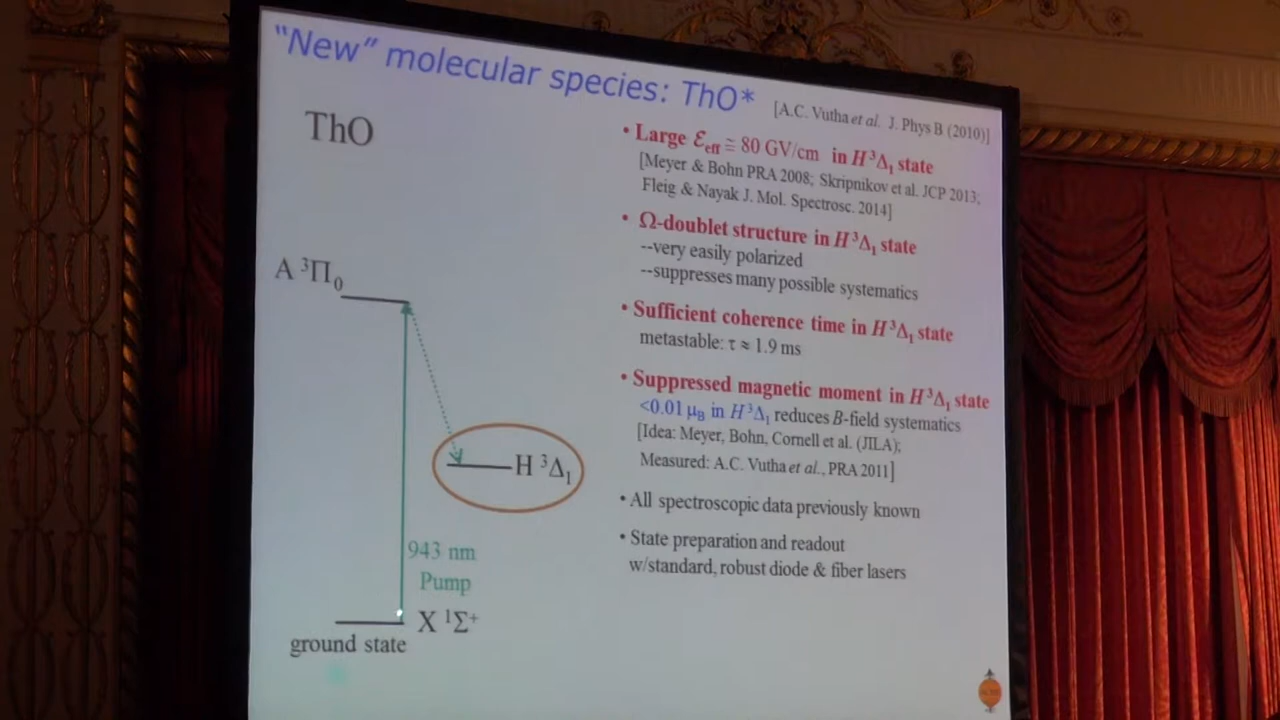 "New" molecular species: ThO*
[A.C. Vutha et al. J. Phys B (2010)]
ThO
A ³Π₀
943 nm
Pump
H ³Δ₁
X ¹Σ⁺
ground state
• Large ℰeff ≅ 80 GV/cm in H³Δ₁ state
[Meyer & Bohn PRA 2008; Skripnikov et al. JCP 2013;
Fleig & Nayak J. Mol. Spectrosc. 2014]
• Ω-doublet structure in H³Δ₁ state
--very easily polarized
--suppresses many possible systematics
• Sufficient coherence time in H³Δ₁ state
metastable: τ ≈ 1.9 ms
• Suppressed magnetic moment in H³Δ₁ state
<0.01 μB in H³Δ₁ reduces B-field systematics
[Idea: Meyer, Bohn, Cornell et al. (JILA);
Measured: A.C. Vutha et al., PRA 2011]
• All spectroscopic data previously known
• State preparation and readout
w/standard, robust diode & fiber lasers